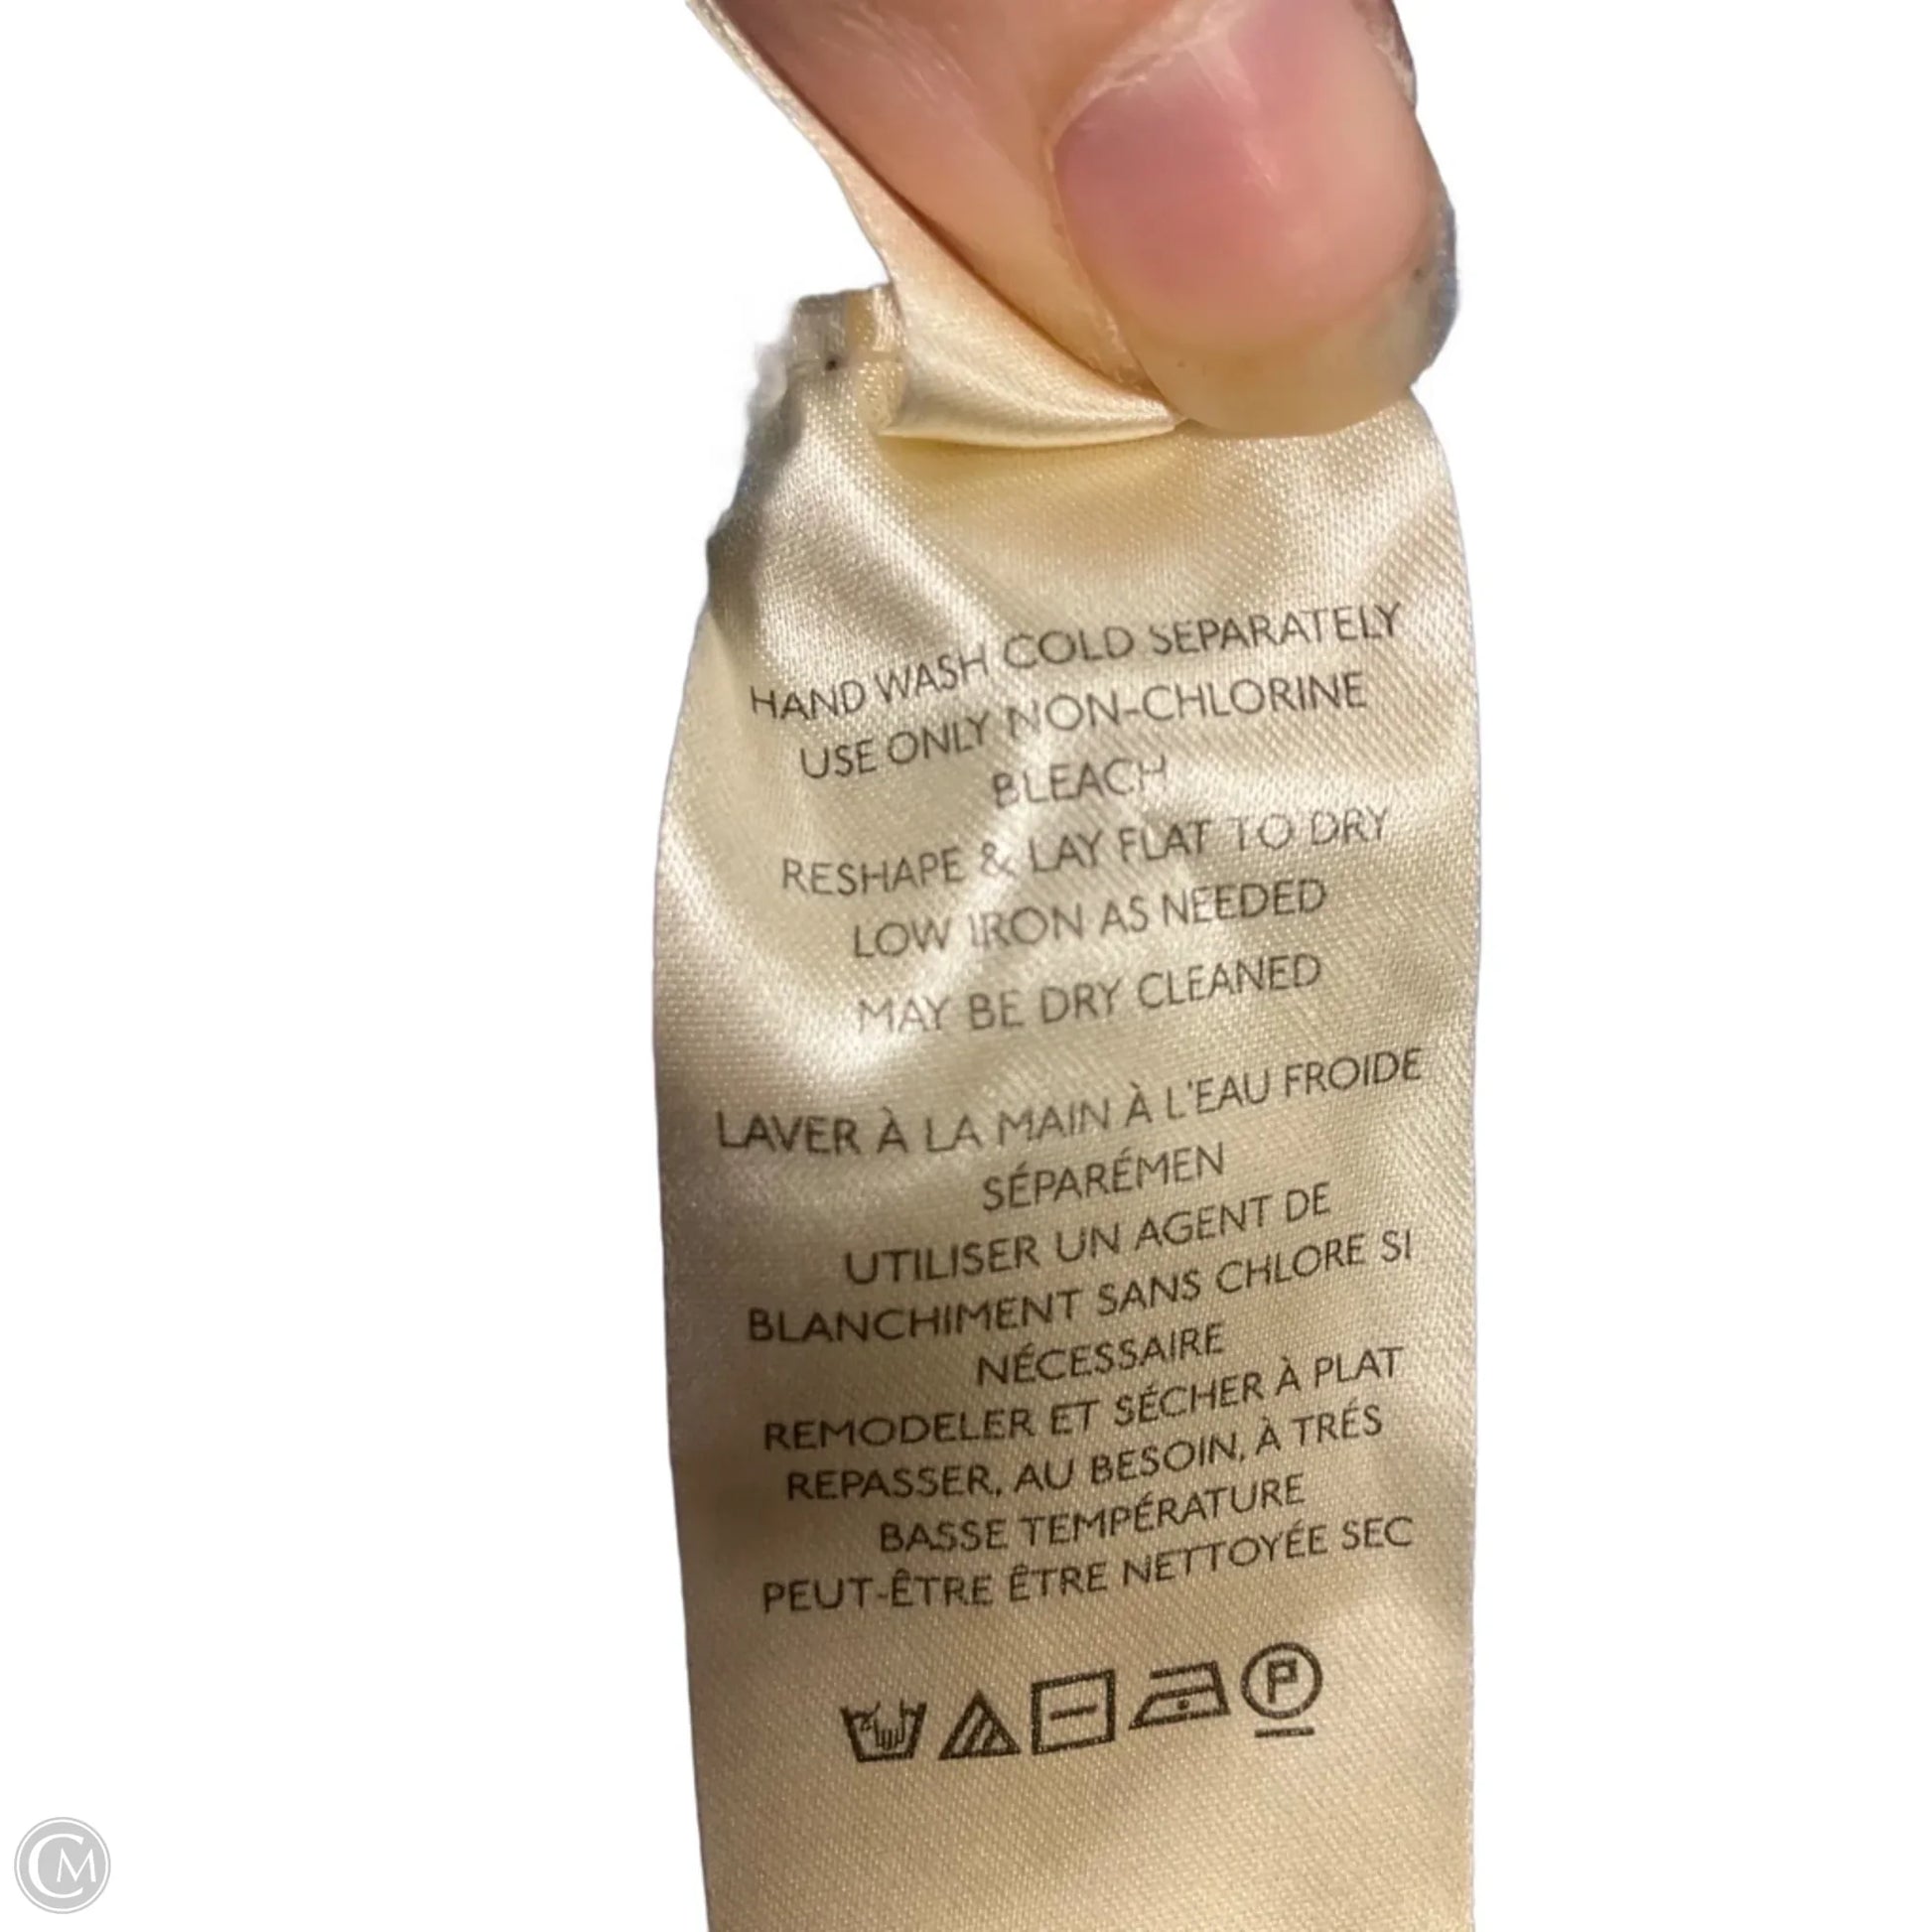 HAND WASH COLD SEPARATELY
USE ONLY NON-CHLORINE
BLEACH
RESHAPE & LAY FLAT TO DRY
LOW IRON AS NEEDED
MAY BE DRY CLEANED
LAVER À LA MAIN À L'EAU FROIDE
SÉPARÉMEN
UTILISER UN AGENT DE
BLANCHIMENT SANS CHLORE SI
NÉCESSAIRE
REMODELER ET SÉCHER À PLAT
REPASSER, AU BESOIN, À TRÉS
BASSE TEMPÉRATURE
PEUT-ÊTRE ÊTRE NETTOYÉE SEC
P
CM